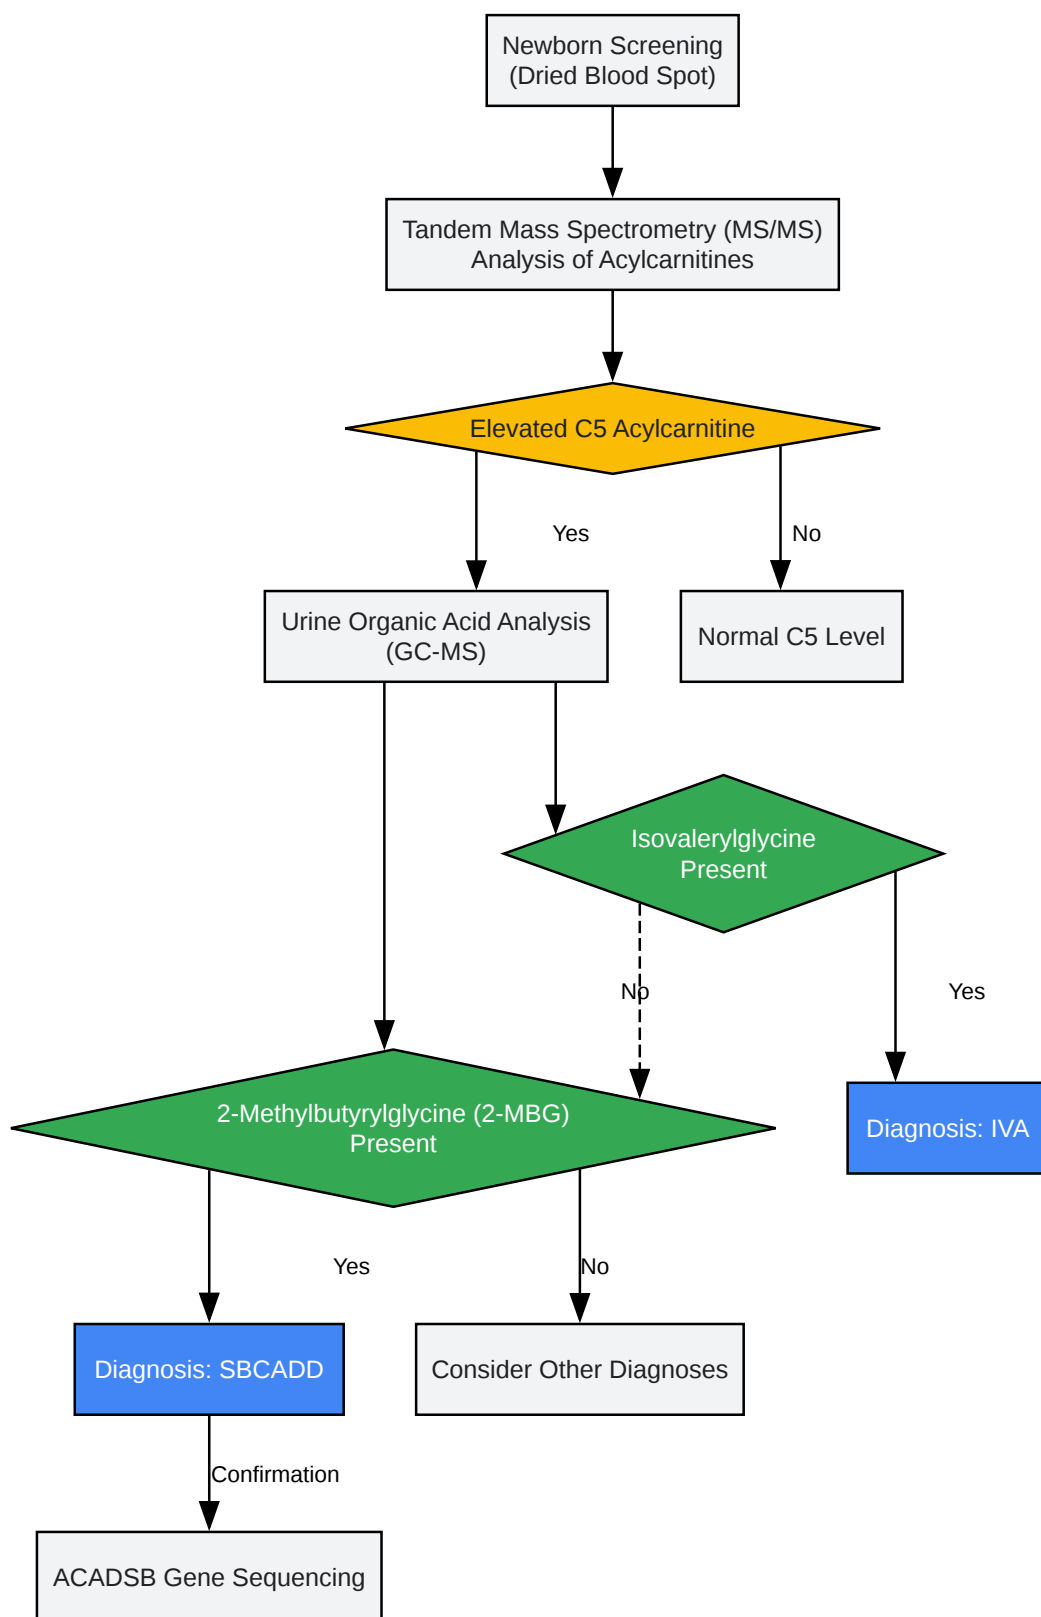 Newborn Screening
(Dried Blood Spot)
Tandem Mass Spectrometry (MS/MS)
Analysis of Acylcarnitines
Elevated C5 Acylcarnitine
Yes
No
Urine Organic Acid Analysis
(GC-MS)
Normal C5 Level
Isovalerylglycine
Present
No
Yes
2-Methylbutyrylglycine (2-MBG)
Present
Diagnosis: IVA
Yes
No
Diagnosis: SBCADD
Consider Other Diagnoses
Confirmation
ACADSB Gene Sequencing